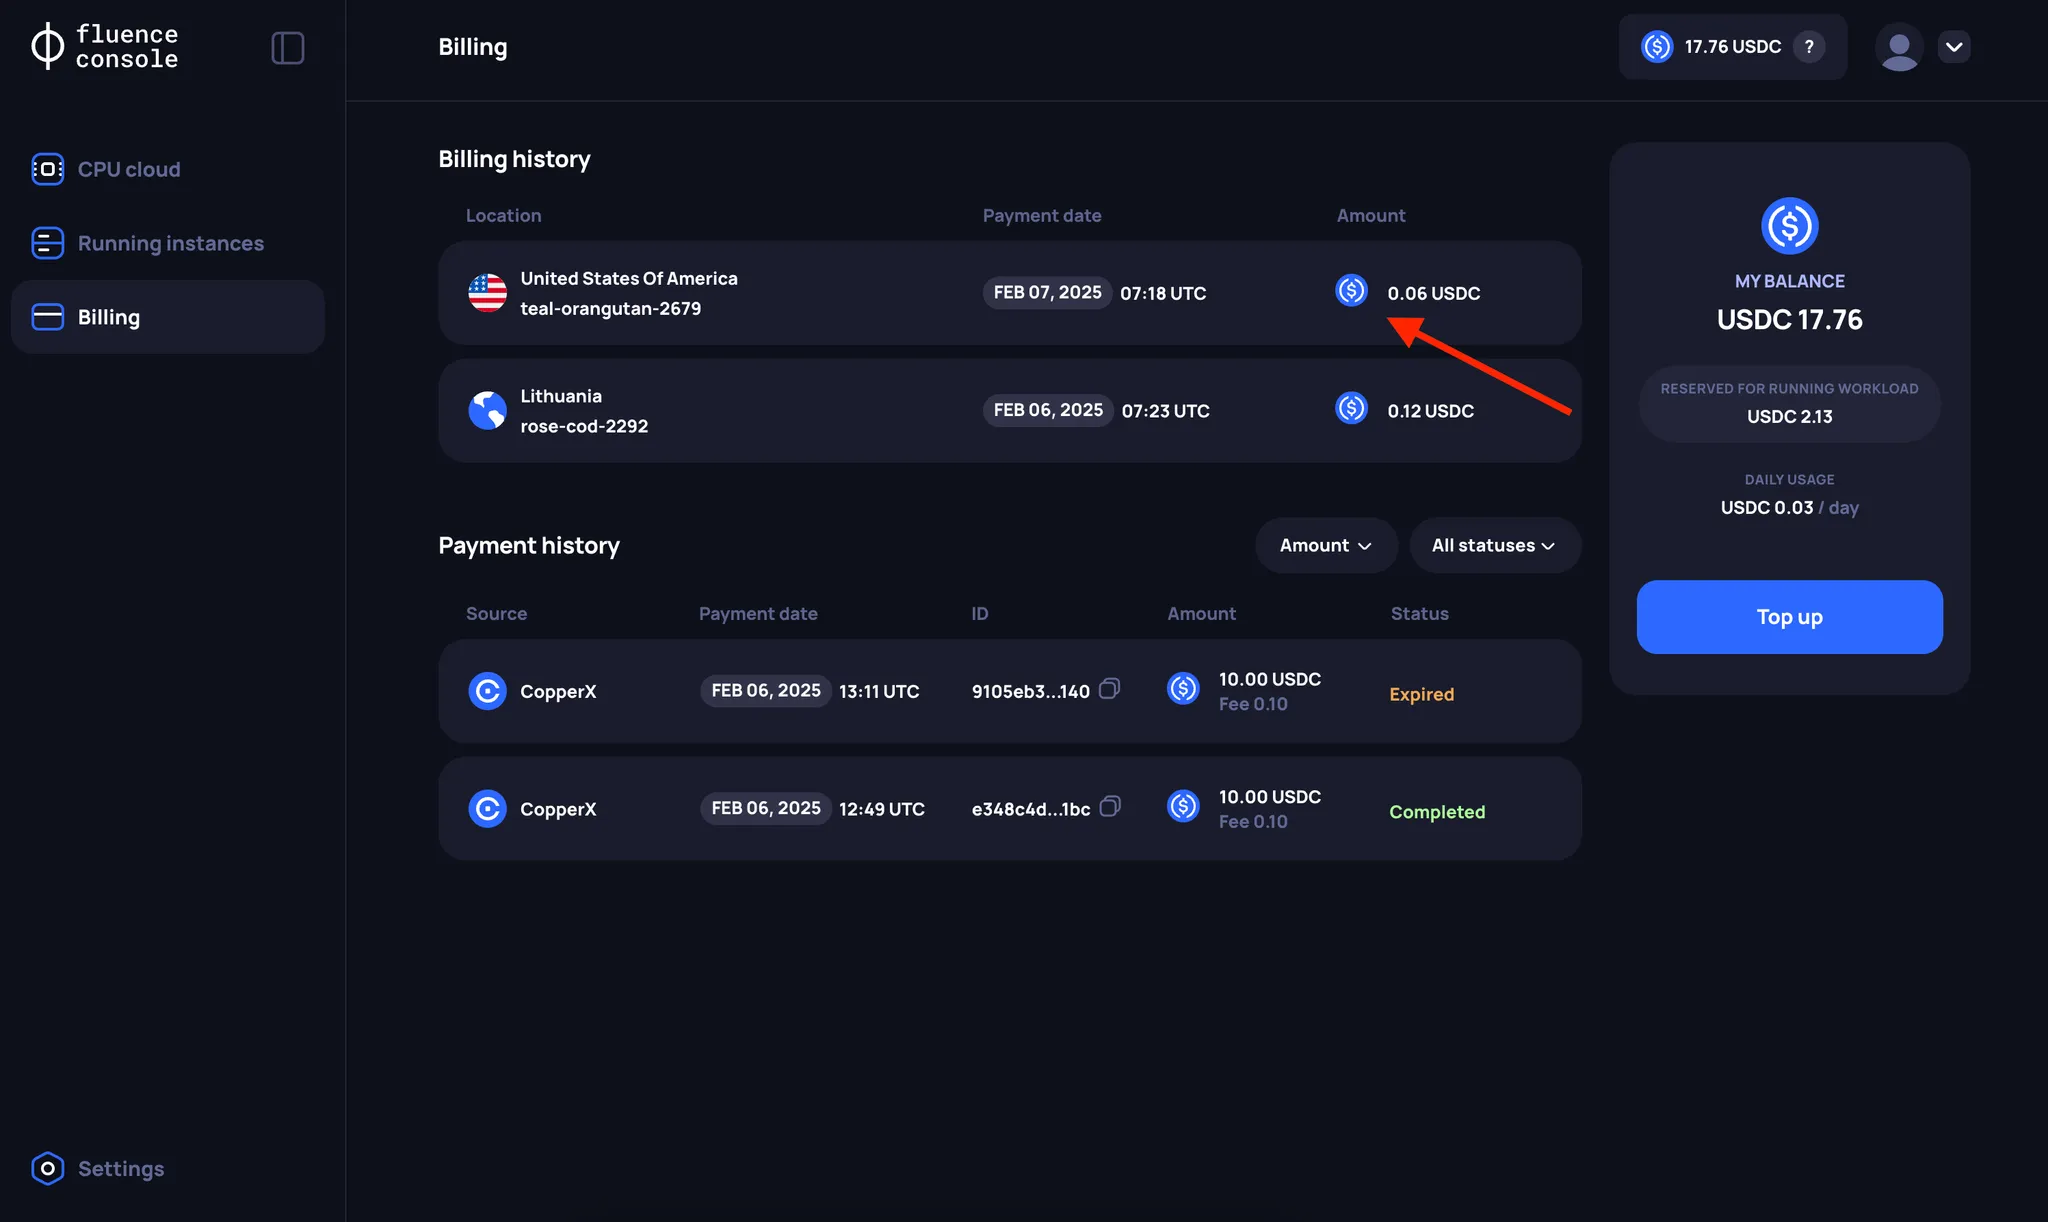 fluence
console
CPU cloud
Running instances
Billing
Settings
Billing
17.76 USDC ?
Billing history
Location Payment date Amount
United States Of America
teal-orangutan-2679
FEB 07, 2025 07:18 UTC
0.06 USDC
Lithuania
rose-cod-2292
FEB 06, 2025 07:23 UTC
0.12 USDC
Payment history
Amount
All statuses
Source Payment date ID Amount Status
CopperX
FEB 06, 2025 13:11 UTC
9105eb3...140
10.00 USDC
Fee 0.10
Expired
CopperX
FEB 06, 2025 12:49 UTC
e348c4d...1bc
10.00 USDC
Fee 0.10
Completed
MY BALANCE
USDC 17.76
RESERVED FOR RUNNING WORKLOAD
USDC 2.13
DAILY USAGE
USDC 0.03 / day
Top up